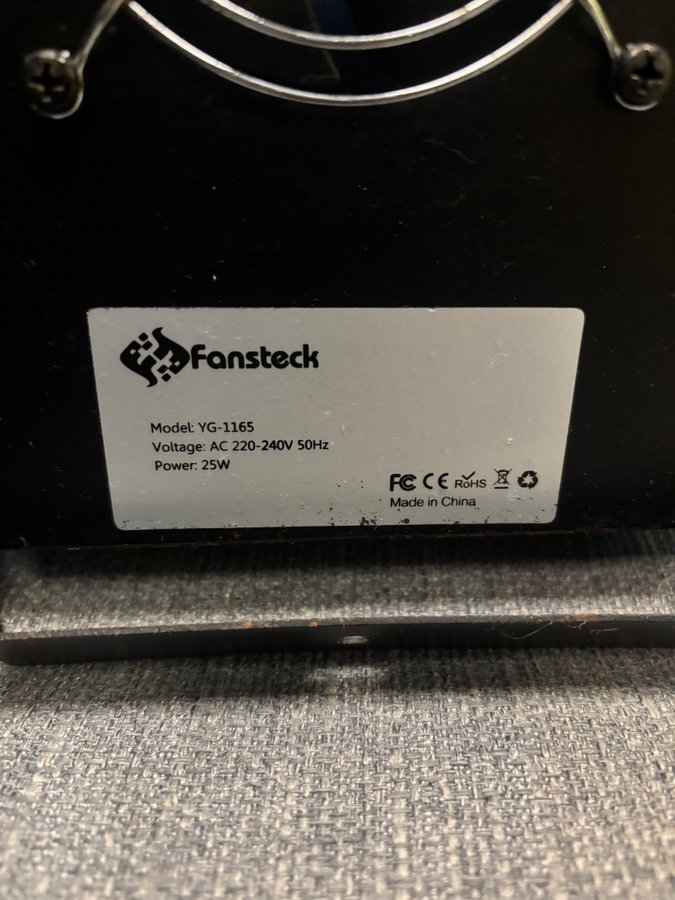 Fansteck
Model: YG-1165
Voltage: AC 220-240V 50Hz
Power: 25W
FC CE RoHS
Made in China